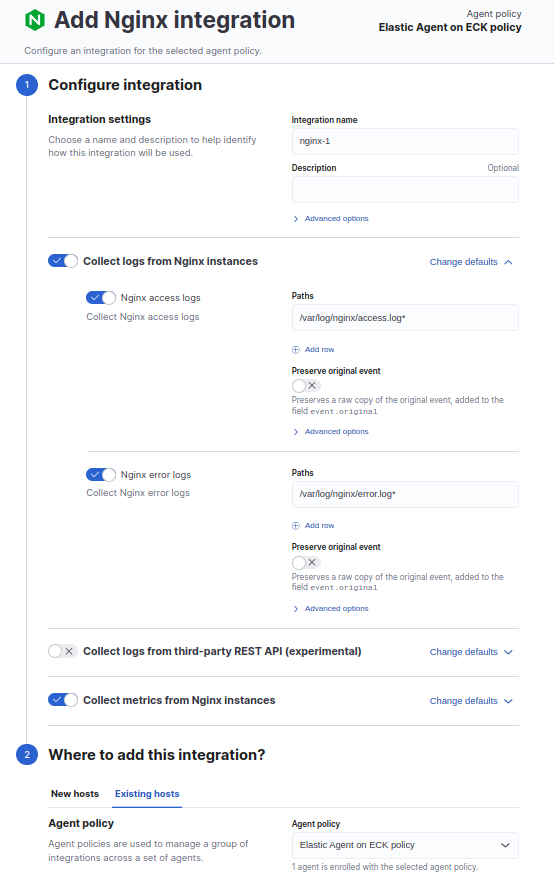 Add Nginx integration
Agent policy
Elastic Agent on ECK policy
Configure an integration for the selected agent policy.
1
Configure integration
Integration settings
Choose a name and description to help identify
how this integration will be used.
Integration name
nginx-1
Description
Optional
Advanced options
Collect logs from Nginx instances
Change defaults
Nginx access logs
Collect Nginx access logs
Paths
/var/log/nginx/access.log*
Add row
Preserve original event
Preserves a raw copy of the original event, added to the
field event.original
Advanced options
Nginx error logs
Collect Nginx error logs
Paths
/var/log/nginx/error.log*
Add row
Preserve original event
Preserves a raw copy of the original event, added to the
field event.original
Advanced options
Collect logs from third-party REST API (experimental)
Change defaults
Collect metrics from Nginx instances
Change defaults
2
Where to add this integration?
New hosts
Existing hosts
Agent policy
Agent policies are used to manage a group of
integrations across a set of agents.
Agent policy
Elastic Agent on ECK policy
1 agent is enrolled with the selected agent policy.